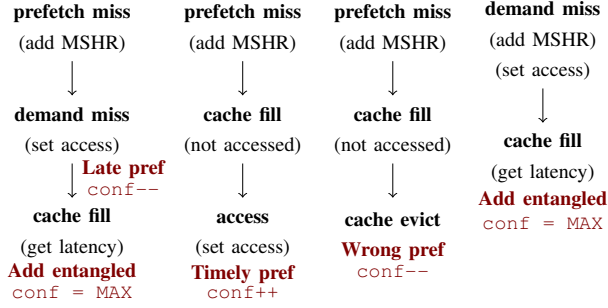 prefetch miss
(add MSHR)
demand miss
(set access)
Late pref
conf--
cache fill
(get latency)
Add entangled
conf = MAX
prefetch miss
(add MSHR)
cache fill
(not accessed)
access
(set access)
Timely pref
conf++
prefetch miss
(add MSHR)
cache fill
(not accessed)
cache evict
Wrong pref
conf--
demand miss
(add MSHR)
(set access)
cache fill
(get latency)
Add entangled
conf = MAX